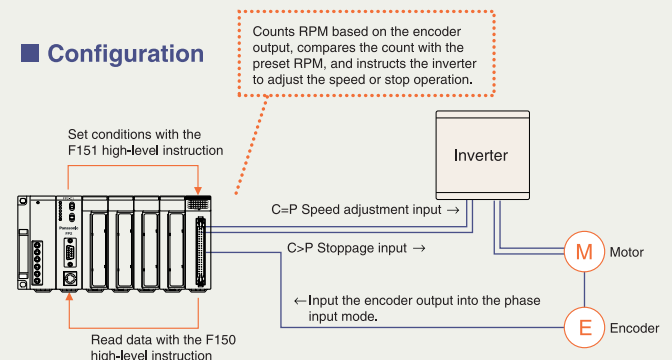 Counts RPM based on the encoder
output, compares the count with the
preset RPM, and instructs the inverter
to adjust the speed or stop operation.
■ Configuration
Set conditions with the
F151 high-level instruction
Inverter
Panasonic
FP2
C=P Speed adjustment input →
C>P Stoppage input →
M
Motor
←Input the encoder output into the phase
input mode.
E
Encoder
Read data with the F150
high-level instruction